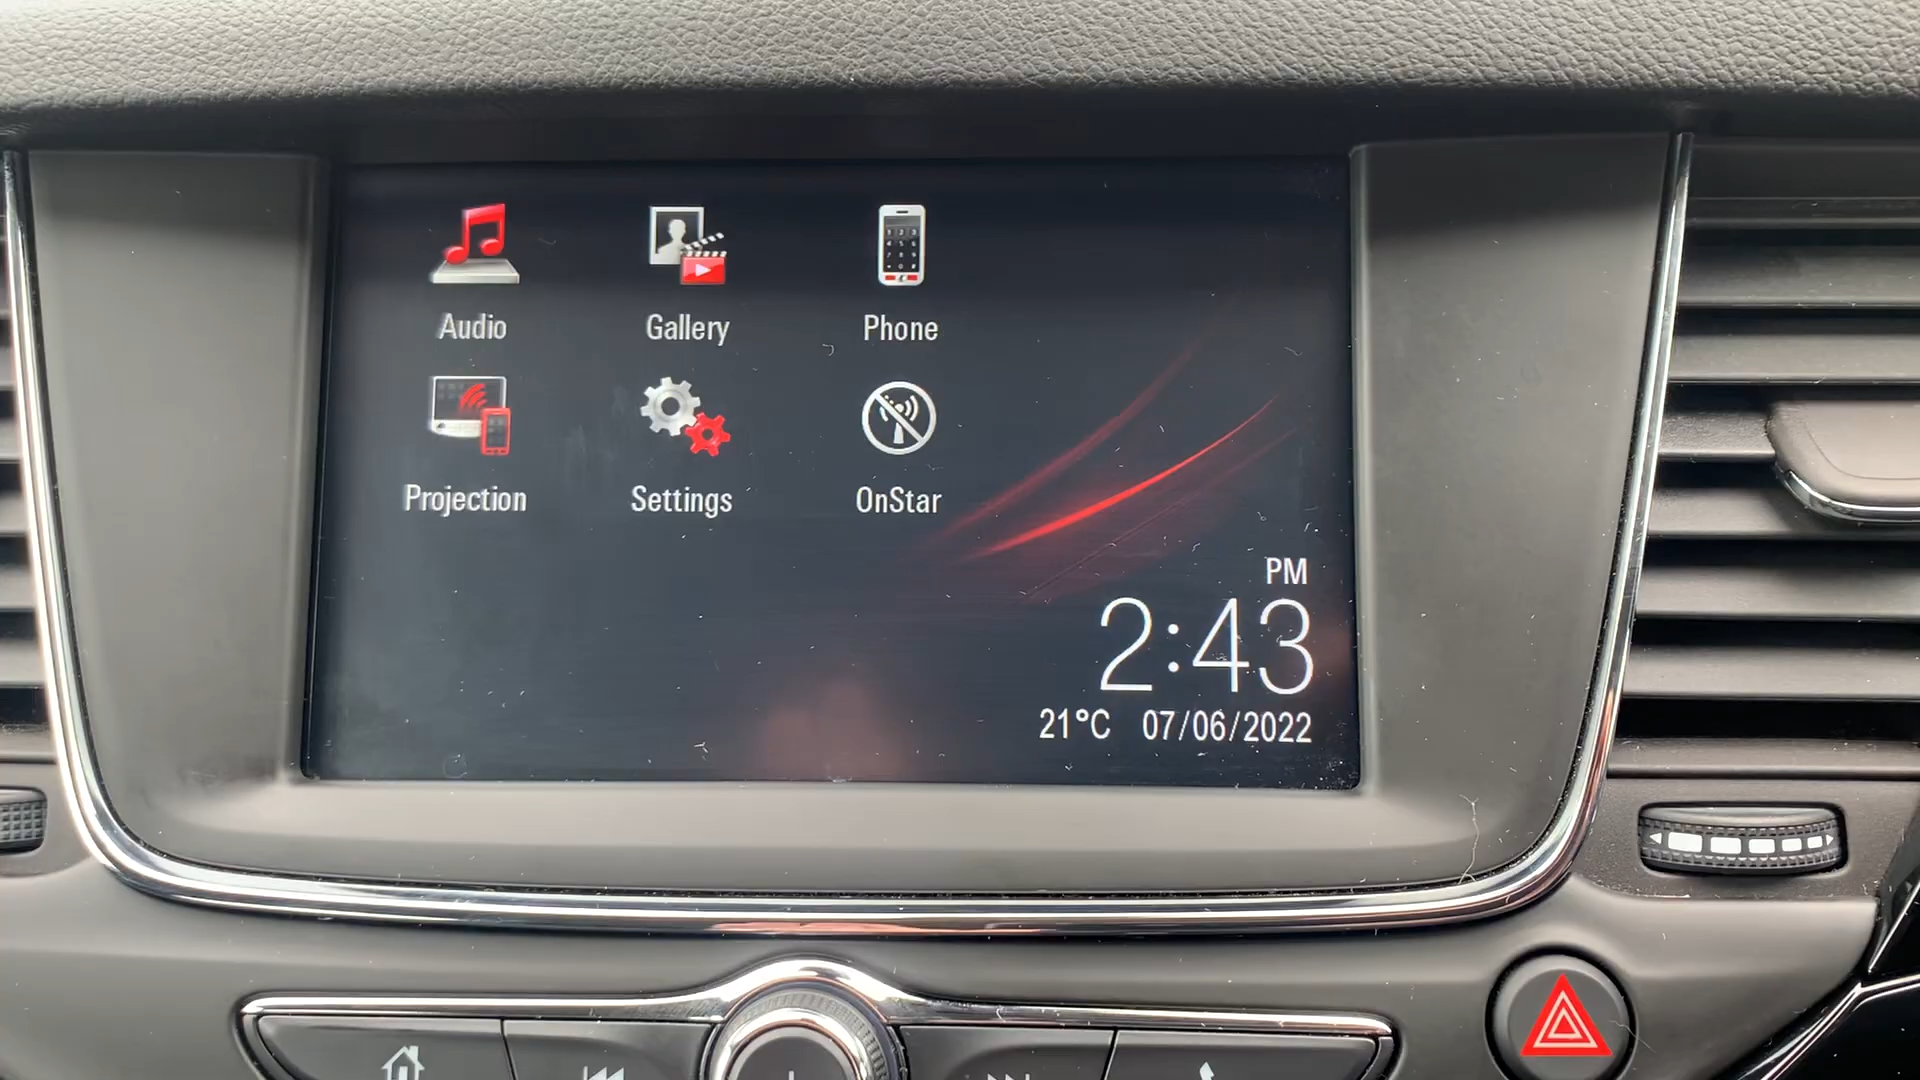 Audio Gallery Phone
Projection Settings OnStar
PM
2:43
21°C 07/06/2022